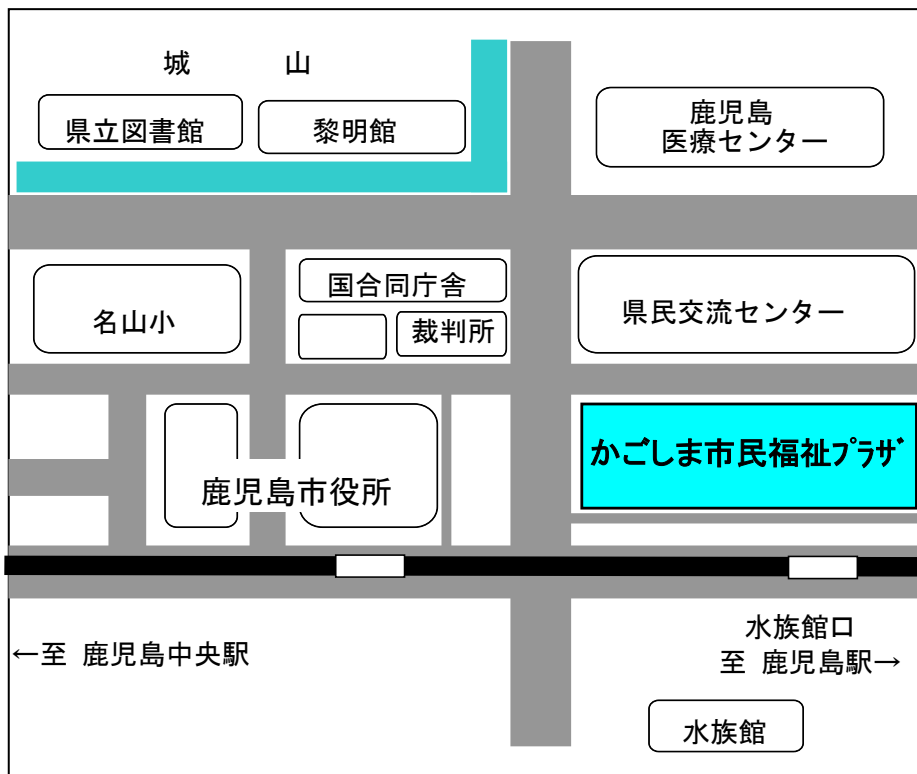 城　山
県立図書館
黎明館
鹿児島
医療センター
国合同庁舎
名山小
裁判所
県民交流センター
かごしま市民福祉ﾌﾟﾗｻﾞ
鹿児島市役所
←至 鹿児島中央駅
水族館口
至 鹿児島駅→
水族館